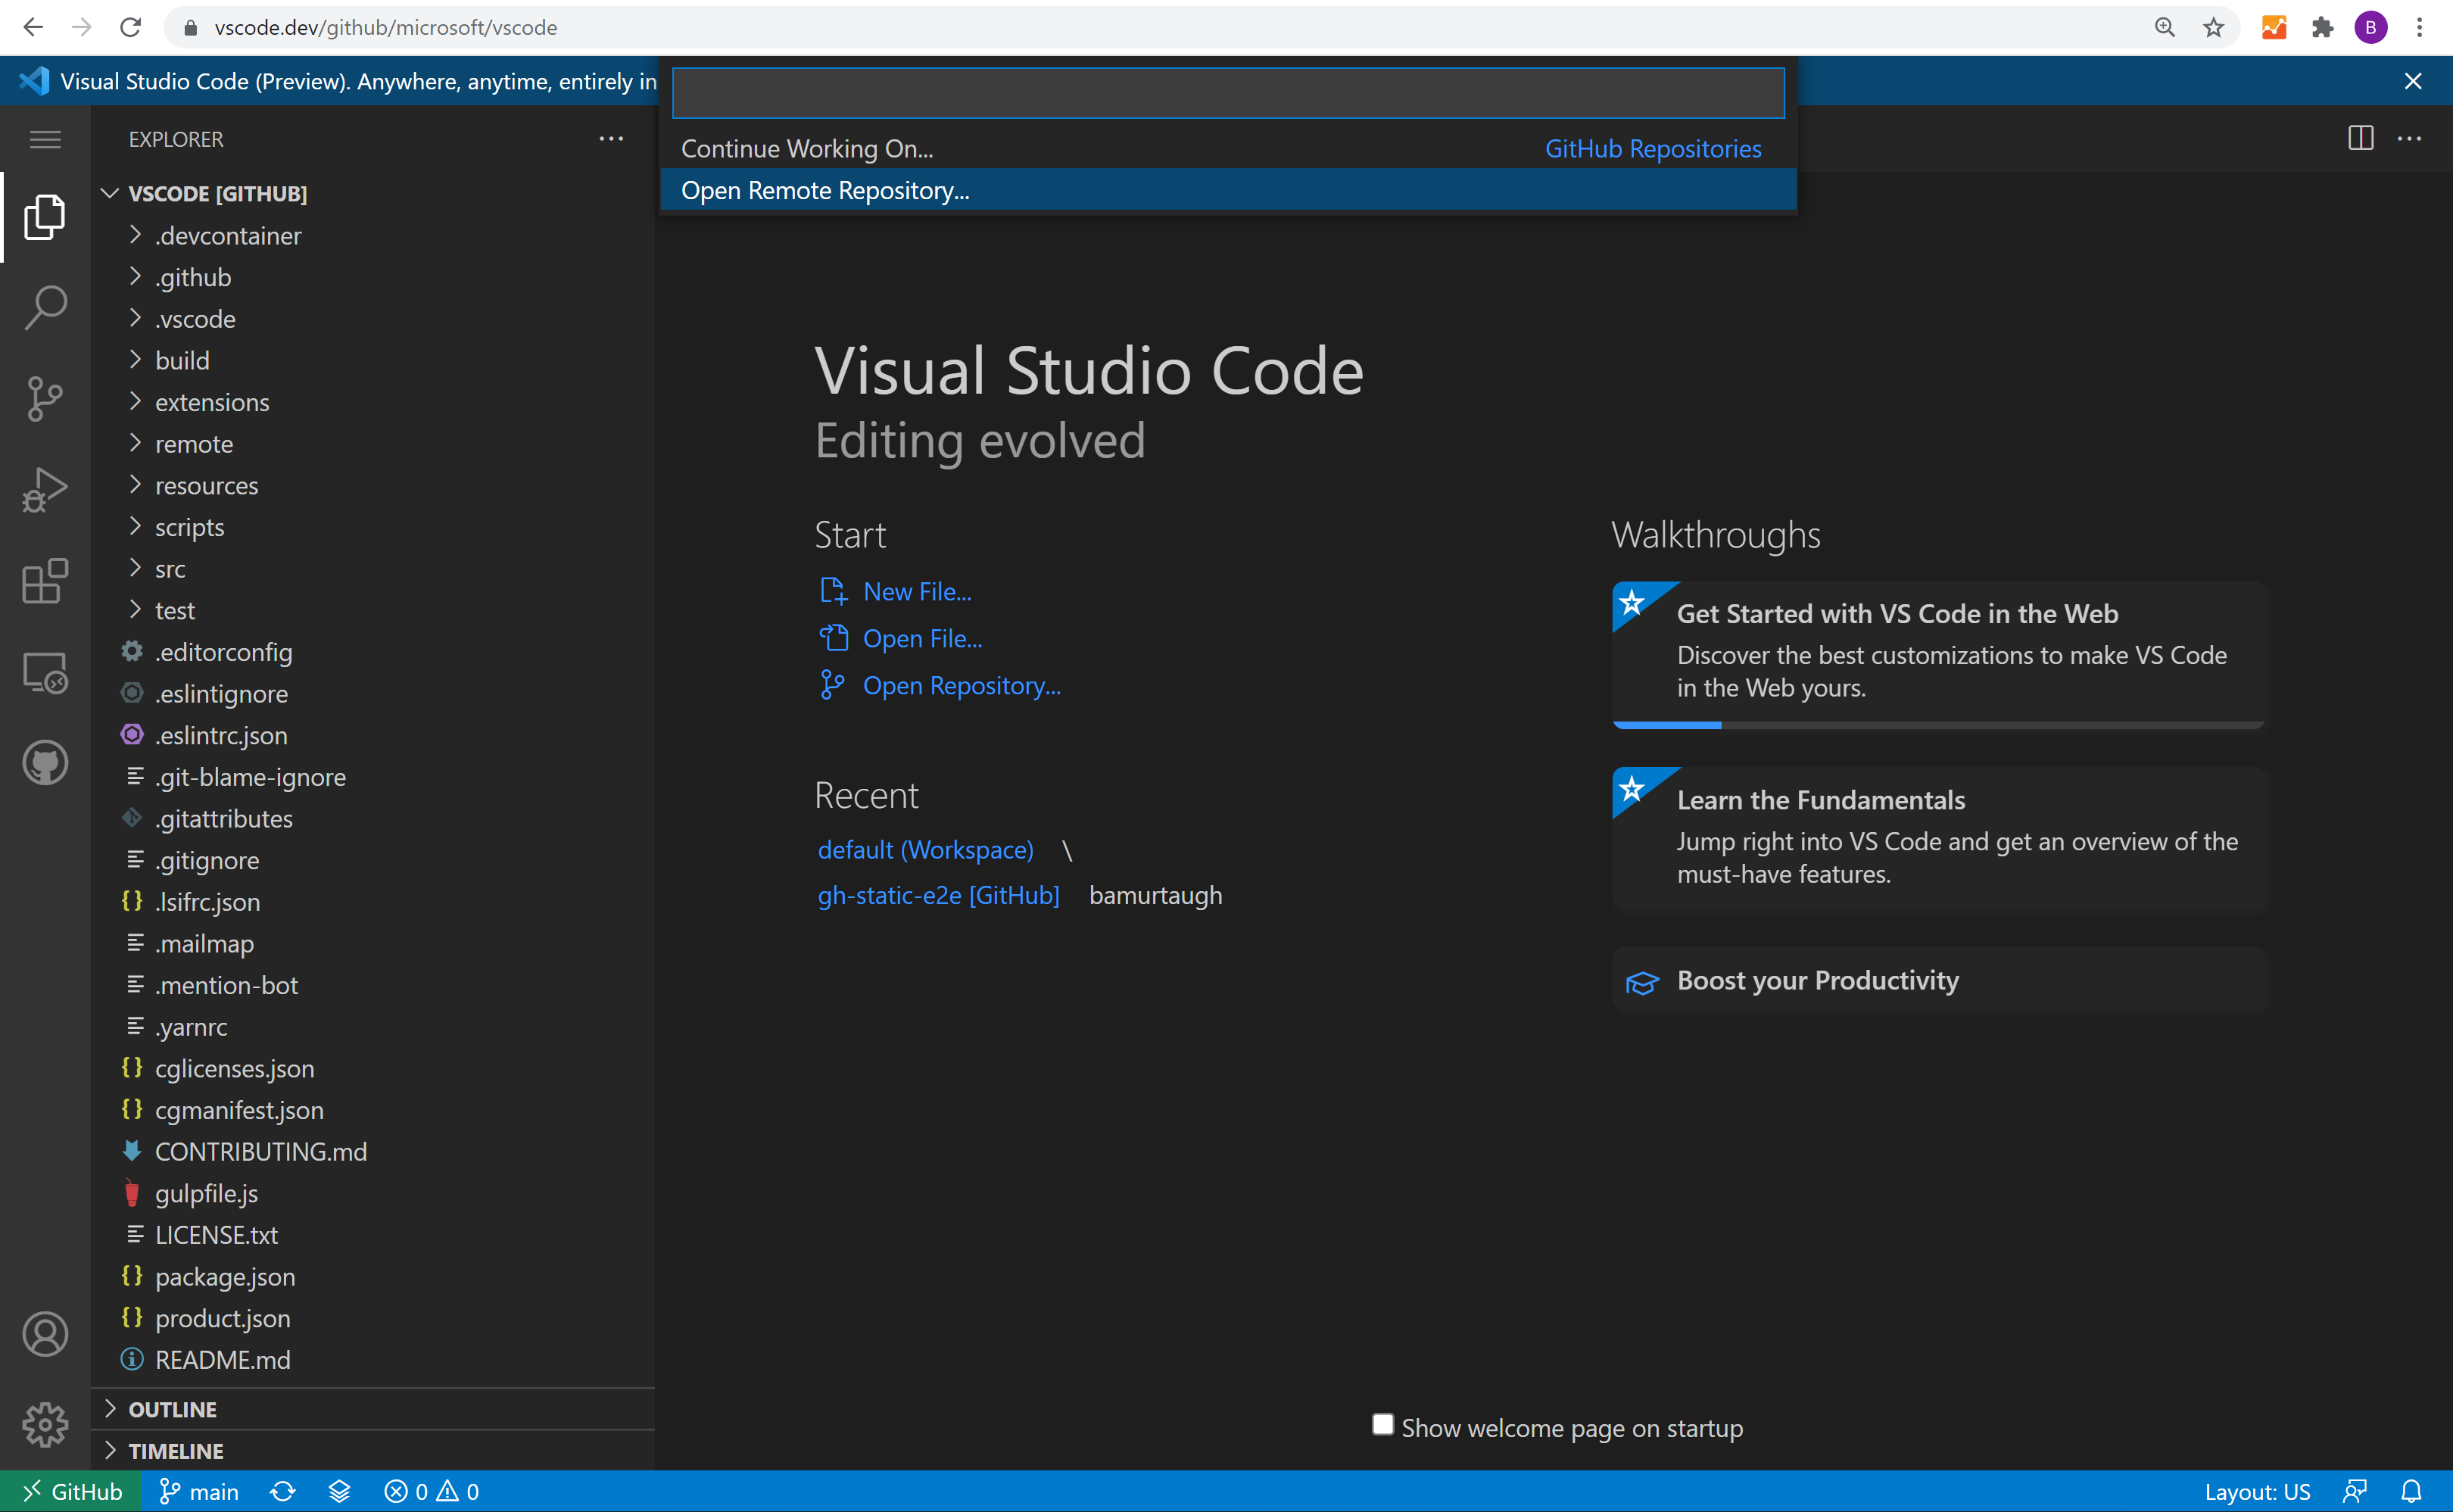 vscode.dev/github/microsoft/vscode
B
Visual Studio Code (Preview). Anywhere, anytime, entirely in
Continue Working On...
GitHub Repositories
Open Remote Repository...
EXPLORER
VSCODE [GITHUB]
.devcontainer
.github
.vscode
build
extensions
remote
resources
scripts
src
test
.editorconfig
.eslintignore
.eslintrc.json
.git-blame-ignore
.gitattributes
.gitignore
.lsifrc.json
.mailmap
.mention-bot
.yarnrc
cglicenses.json
cgmanifest.json
CONTRIBUTING.md
gulpfile.js
LICENSE.txt
package.json
product.json
README.md
OUTLINE
TIMELINE
Visual Studio Code
Editing evolved
Start
New File...
Open File...
Open Repository...
Recent
default (Workspace) \
gh-static-e2e [GitHub] bamurtaugh
Walkthroughs
Get Started with VS Code in the Web
Discover the best customizations to make VS Code
in the Web yours.
Learn the Fundamentals
Jump right into VS Code and get an overview of the
must-have features.
Boost your Productivity
Show welcome page on startup
GitHub main 0 0 Layout: US